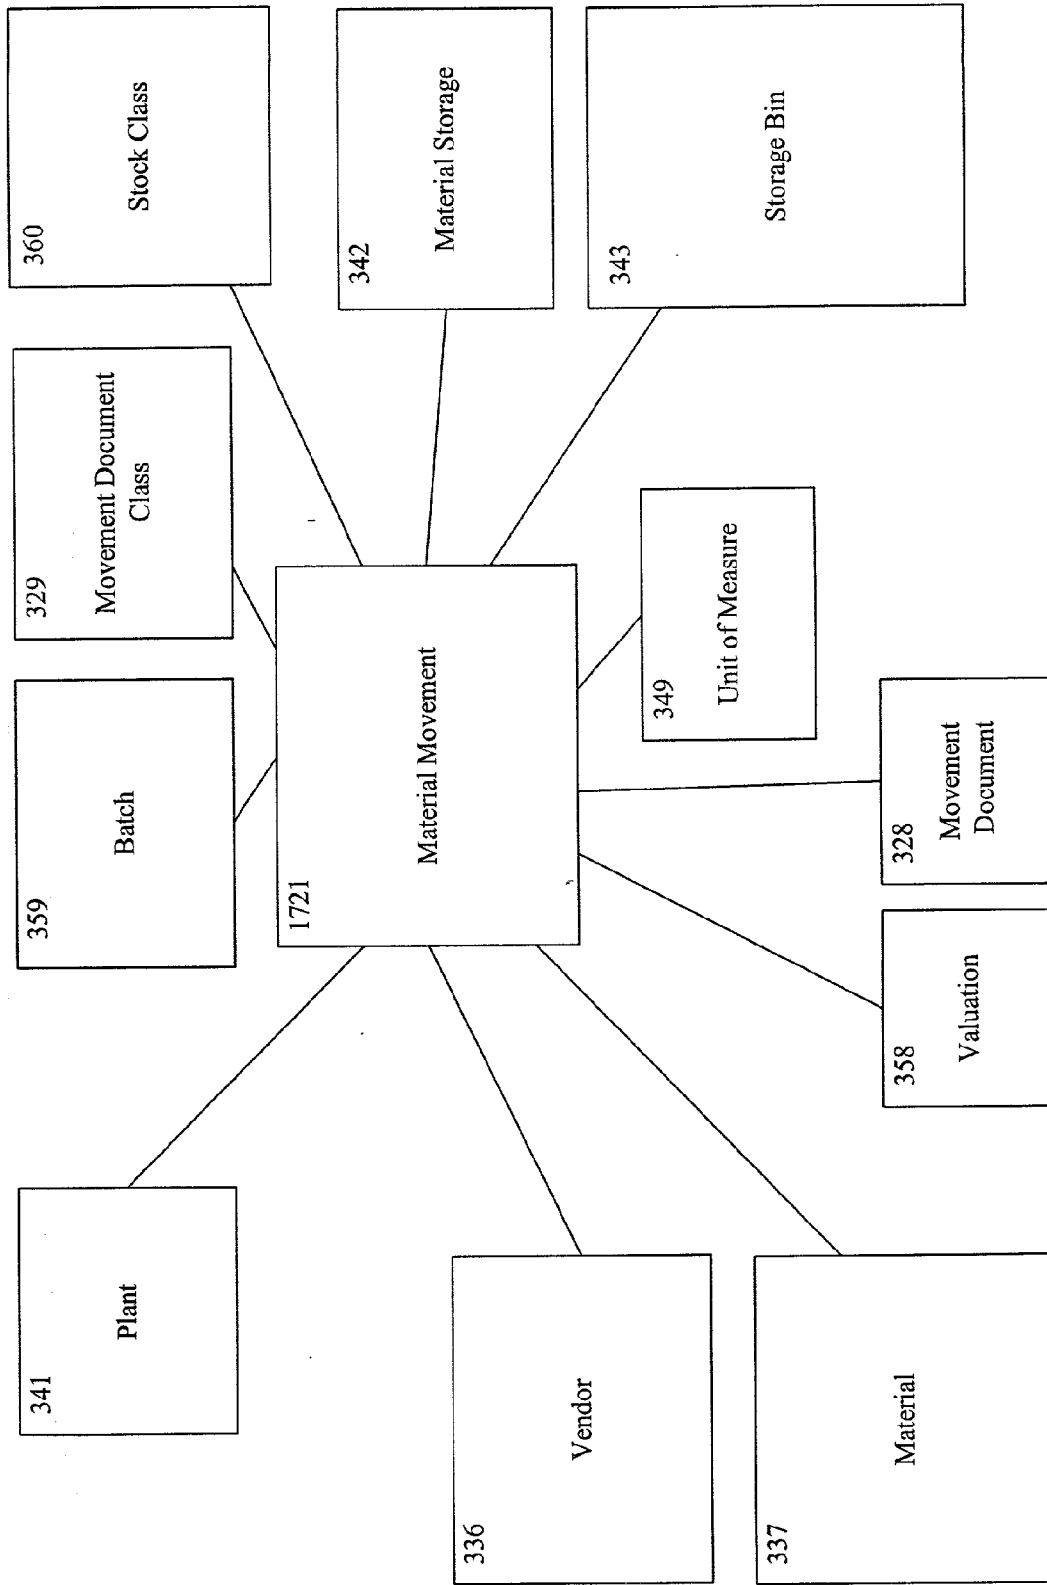 341
Plant
359
Batch
329
Movement Document
Class
360
Stock Class
336
Vendor
1721
Material Movement
342
Material Storage
337
Material
358
Valuation
328
Movement
Document
349
Unit of Measure
343
Storage Bin